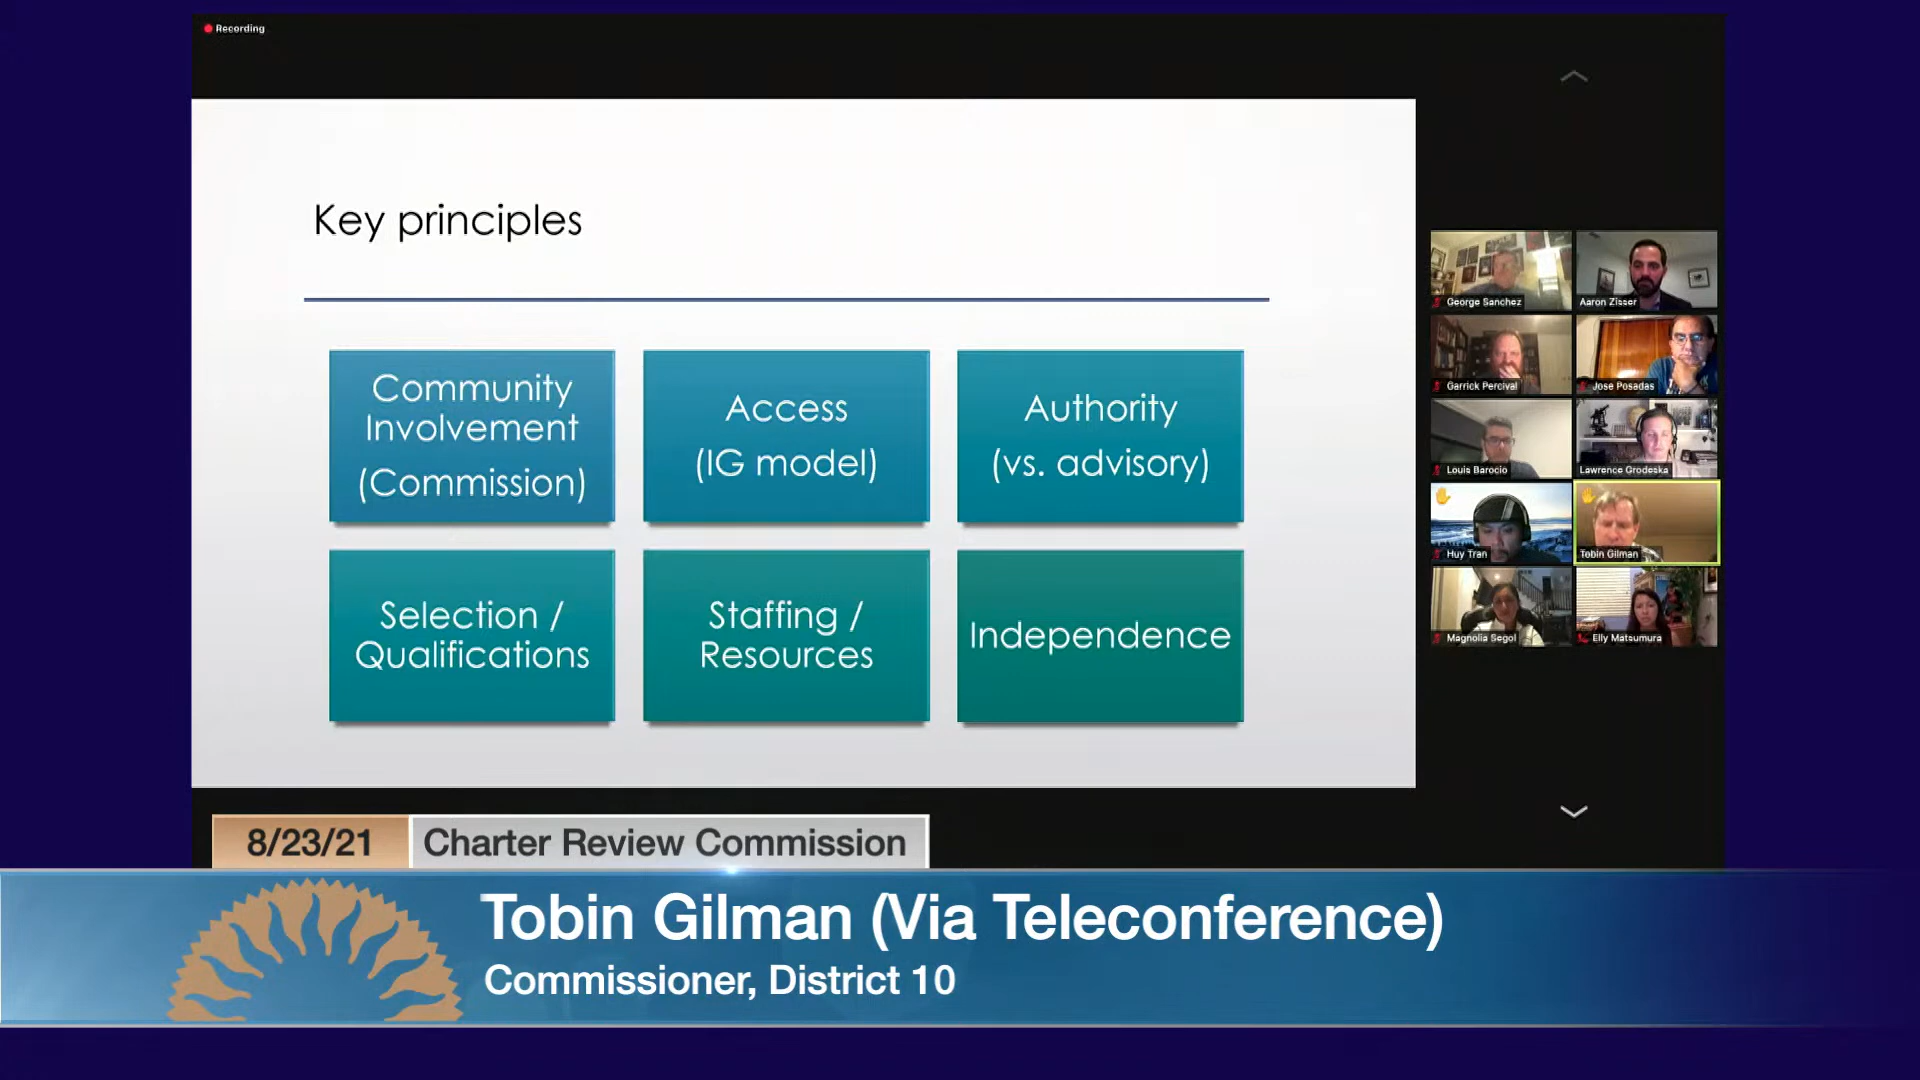 Recording
Key principles
Community
Involvement
(Commission)
Access
(IG model)
Authority
(vs. advisory)
Selection /
Qualifications
Staffing /
Resources
Independence
George Sanchez
Aaron Zisser
Garrick Percival
Jose Posadas
Louis Barocio
Lawrence Grodeska
Huy Tran
Tobin Gilman
Magnolia Segol
Elly Matsumura
8/23/21
Charter Review Commission
Tobin Gilman (Via Teleconference)
Commissioner, District 10